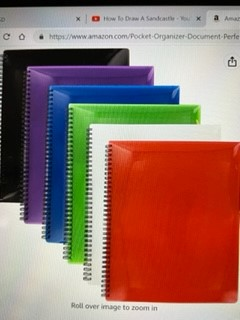 How To Draw A Sandcastle - You
Amaz
https://www.amazon.com/Pocket-Organizer-Document-Perfe
Roll over image to zoom in